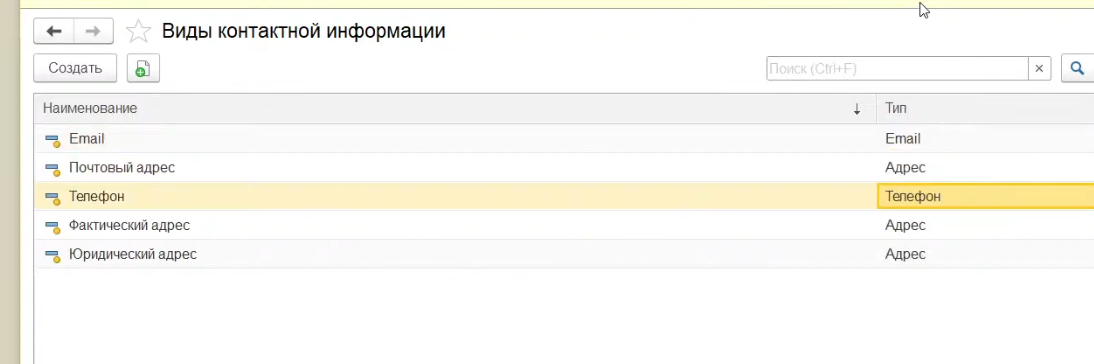 Виды контактной информации
Создать
Поиск (Ctrl+F)
Наименование Тип
Email Email
Почтовый адрес Адрес
Телефон Телефон
Фактический адрес Адрес
Юридический адрес Адрес